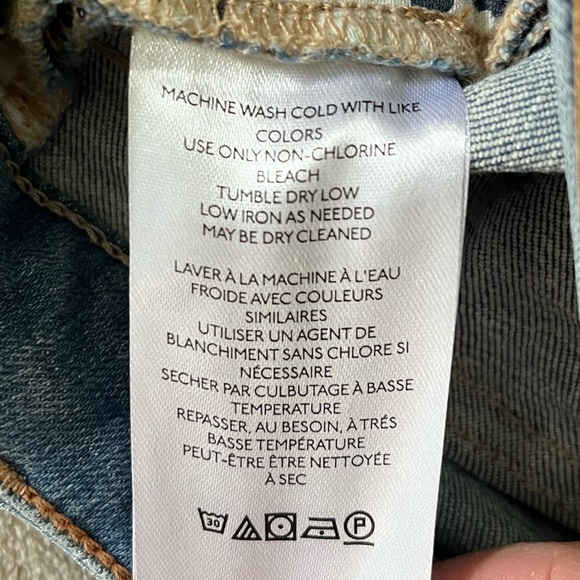 MACHINE WASH COLD WITH LIKE
COLORS
USE ONLY NON-CHLORINE
BLEACH
TUMBLE DRY LOW
LOW IRON AS NEEDED
MAY BE DRY CLEANED
LAVER À LA MACHINE À L'EAU
FROIDE AVEC COULEURS
SIMILAIRES
UTILISER UN AGENT DE
BLANCHIMENT SANS CHLORE SI
NÉCESSAIRE
SECHER PAR CULBUTAGE À BASSE
TEMPERATURE
REPASSER, AU BESOIN, À TRÉS
BASSE TEMPÉRATURE
PEUT-ÊTRE ÊTRE NETTOYÉE
À SEC
30 P